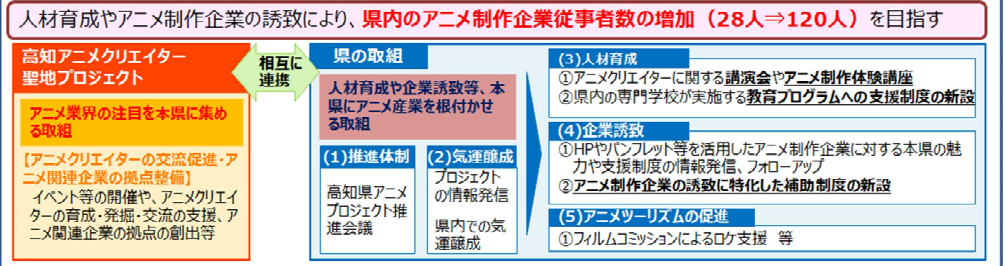 人材育成やアニメ制作企業の誘致により、県内のアニメ制作企業従事者数の増加（28人⇒120人）を目指す
高知アニメクリエイター
聖地プロジェクト
アニメ業界の注目を本県に集め
る取組
【アニメクリエイターの交流促進・ア
ニメ関連企業の拠点整備】
イベント等の開催や、アニメクリエイ
ターの育成・発掘・交流の支援、ア
ニメ関連企業の拠点の創出等
相互に
連携
県の取組
人材育成や企業誘致等、本
県にアニメ産業を根付かせ
る取組
(1)推進体制
高知県アニメ
プロジェクト推
進会議
(2)気運醸成
プロジェクト
の情報発信
県内での気
運醸成
(3)人材育成
①アニメクリエイターに関する講演会やアニメ制作体験講座
②県内の専門学校が実施する教育プログラムへの支援制度の新設
(4)企業誘致
①HPやパンフレット等を活用したアニメ制作企業に対する本県の魅
力や支援制度の情報発信、フォローアップ
②アニメ制作企業の誘致に特化した補助制度の新設
(5)アニメツーリズムの促進
①フィルムコミッションによるロケ支援　等